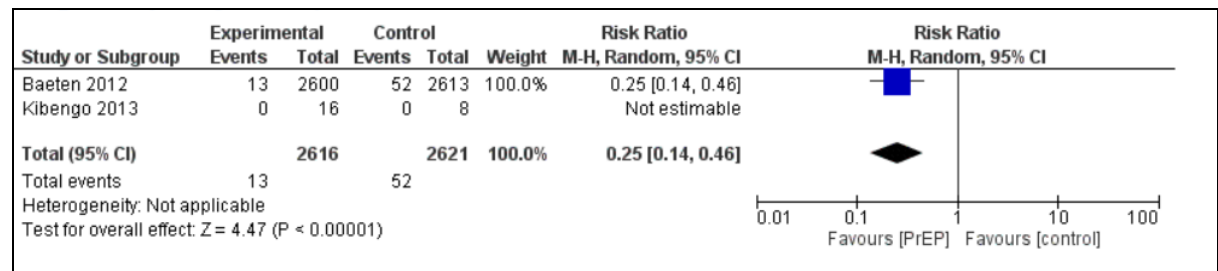 Experimental Control Risk Ratio Risk Ratio
Study or Subgroup Events Total Events Total Weight M-H, Random, 95% CI M-H, Random, 95% CI
Baeten 2012 13 2600 52 2613 100.0% 0.25 [0.14, 0.46]
Kibengo 2013 0 16 0 8 Not estimable
Total (95% CI) 2616 2621 100.0% 0.25 [0.14, 0.46]
Total events 13 52
Heterogeneity: Not applicable
Test for overall effect: Z = 4.47 (P < 0.00001)
0.01 0.1 1 10 100
Favours [PrEP] Favours [control]